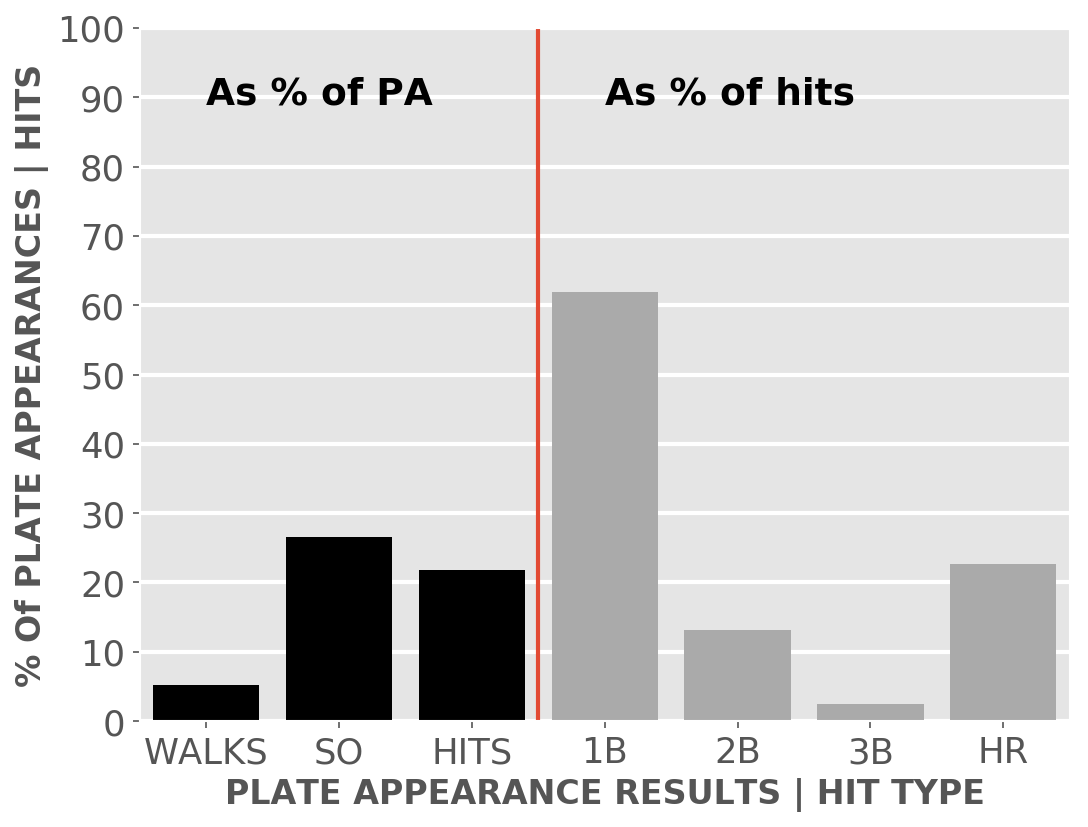 % Of PLATE APPEARANCES | HITS
100
90
80
70
60
50
40
30
20
10
0
As % of PA
As % of hits
WALKS
SO
HITS
1B
2B
3B
HR
PLATE APPEARANCE RESULTS | HIT TYPE